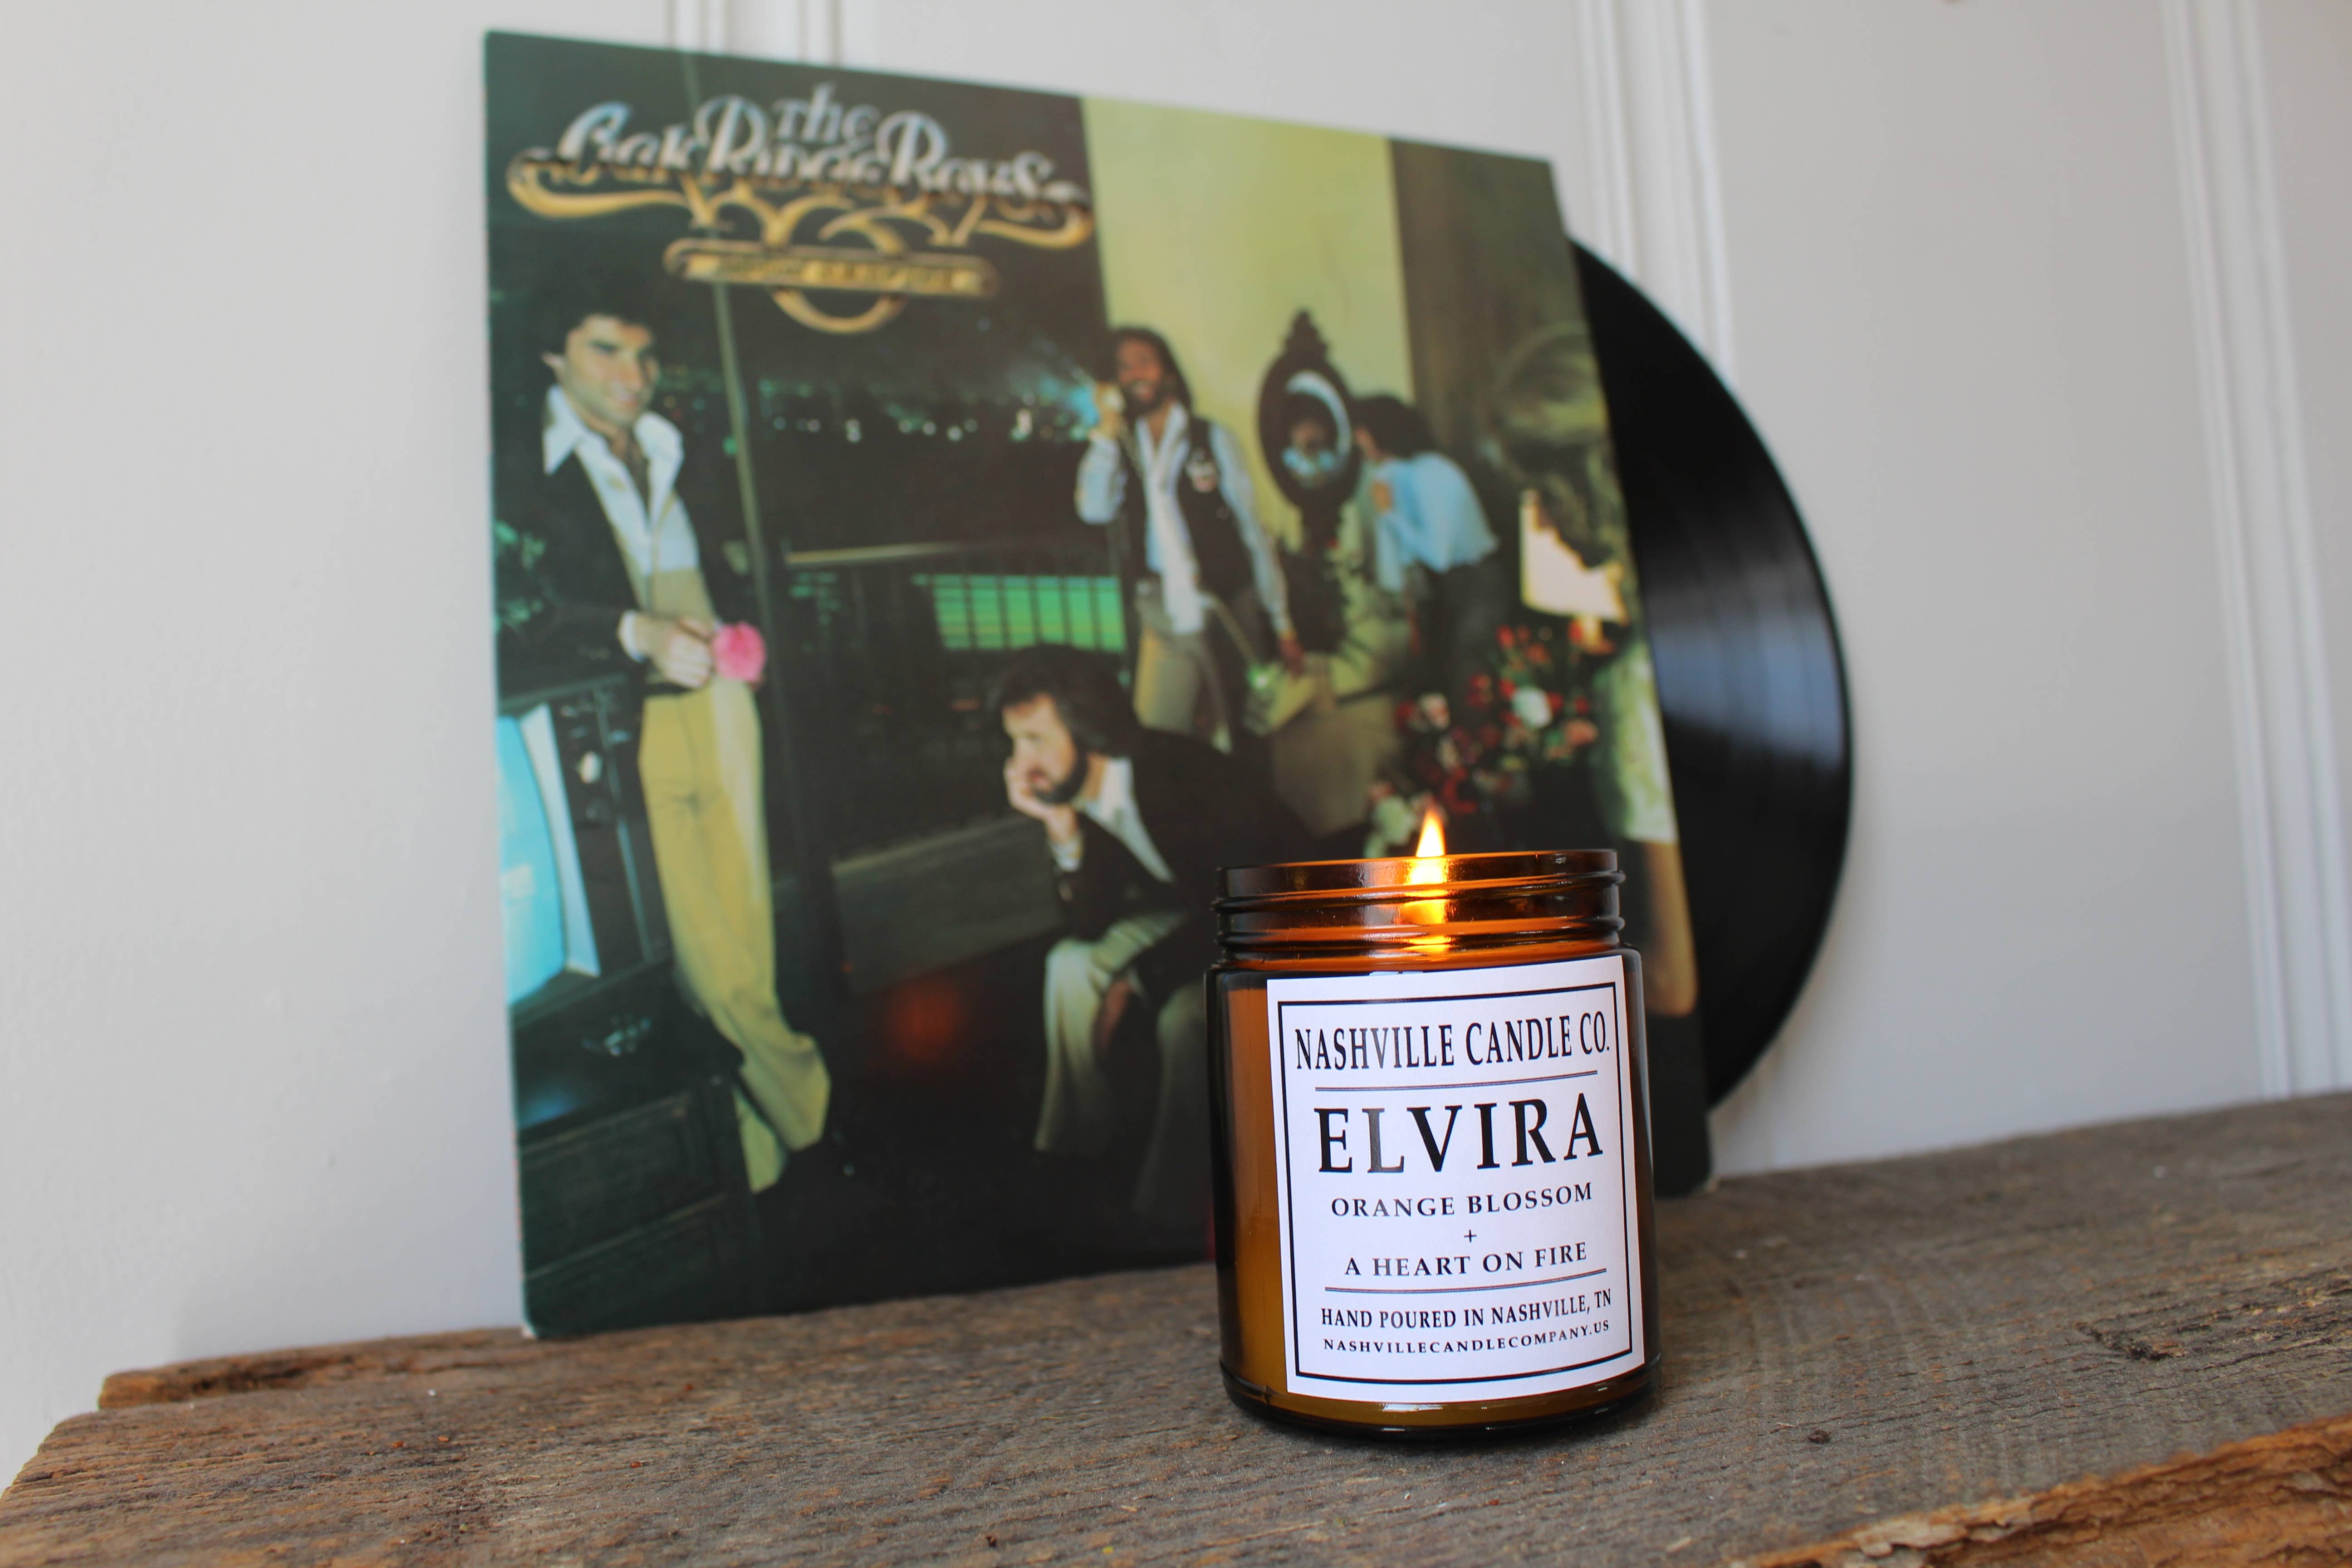 The
Oak Ridge Boys
NASHVILLE CANDLE CO.
ELVIRA
ORANGE BLOSSOM
+
A HEART ON FIRE
HAND POURED IN NASHVILLE, TN
NASHVILLECANDLECOMPANY.US